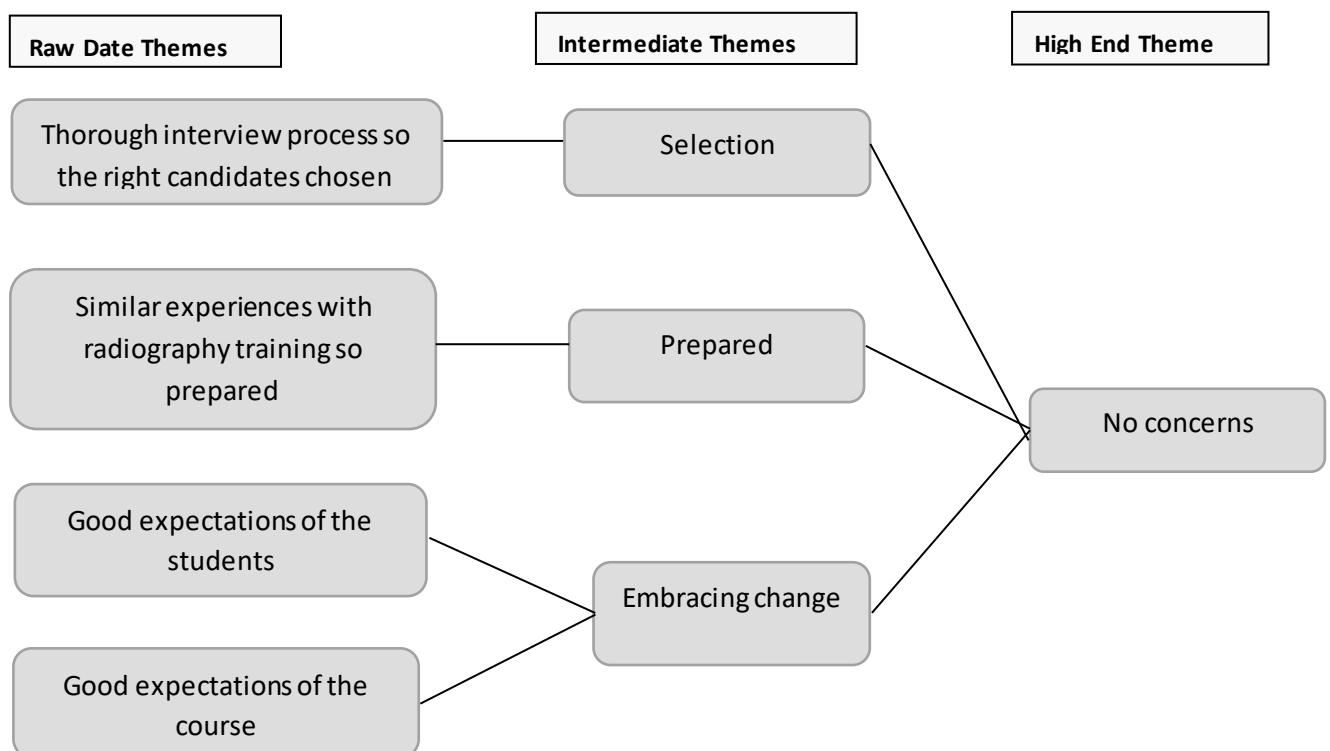 Raw Date Themes
Intermediate Themes
High End Theme
Thorough interview process so
the right candidates chosen
Selection
Similar experiences with
radiography training so
prepared
Prepared
No concerns
Good expectations of the
students
Embracing change
Good expectations of the
course